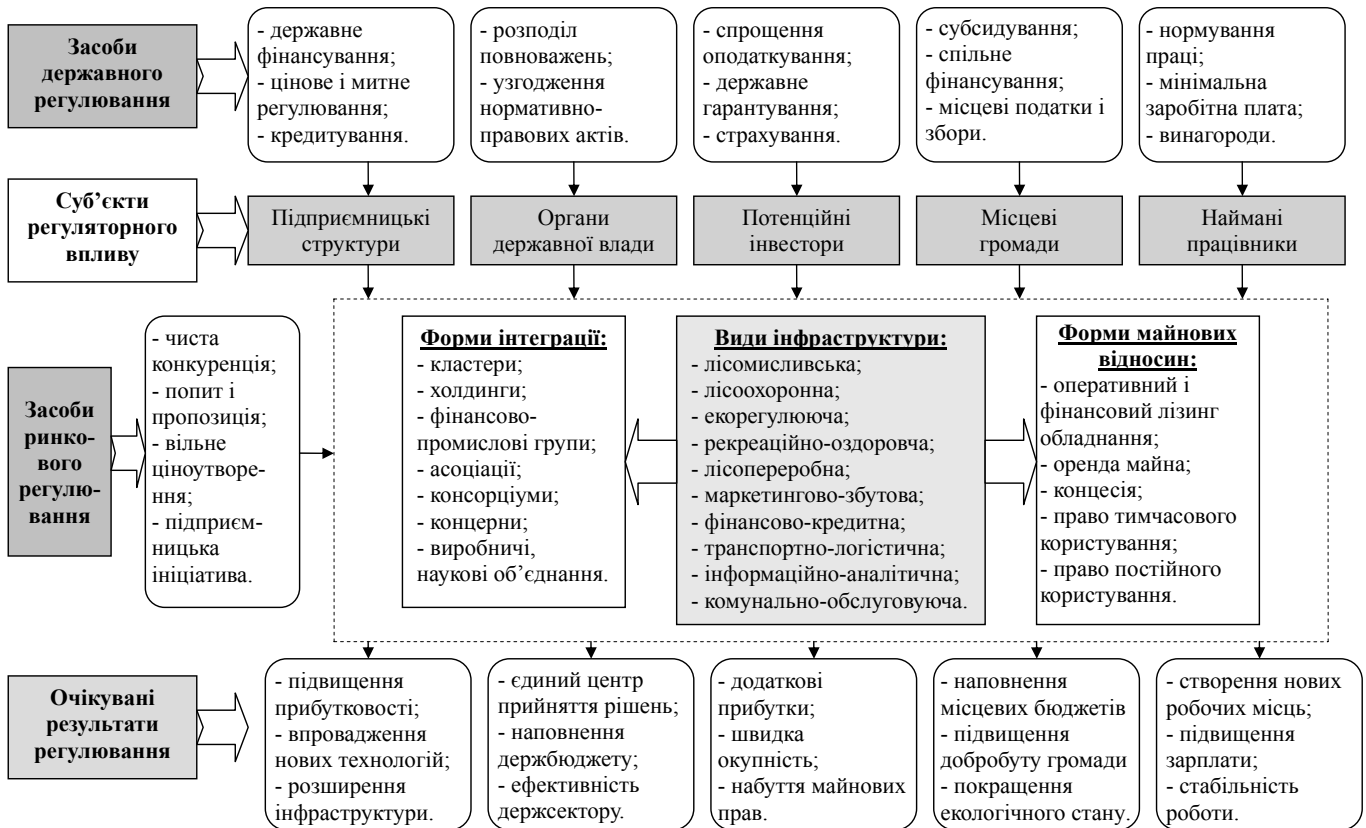 Засоби
державного
регулювання
- державне
фінансування;
- цінове і митне
регулювання;
- кредитування.
- розподіл
повноважень;
- узгодження
нормативно-
правових актів.
- спрощення
оподаткування;
- державне
гарантування;
- страхування.
- субсидування;
- спільне
фінансування;
- місцеві податки і
збори.
- нормування
праці;
- мінімальна
заробітна плата;
- винагороди.
Суб’єкти
регуляторного
впливу
Підприємницькі
структури
Органи
державної влади
Потенційні
інвестори
Місцеві
громади
Наймані
працівники
Засоби
ринко-
вого
регулю-
вання
- чиста
конкуренція;
- попит і
пропозиція;
- вільне
ціноутворе-
ння;
- підприєм-
ницька
ініціатива.
Форми інтеграції:
- кластери;
- холдинги;
- фінансово-
промислові групи;
- асоціації;
- консорціуми;
- концерни;
- виробничі,
наукові об’єднання.
Види інфраструктури:
- лісомисливська;
- лісоохоронна;
- екорегулююча;
- рекреаційно-оздоровча;
- лісопереробна;
- маркетингово-збутова;
- фінансово-кредитна;
- транспортно-логістична;
- інформаційно-аналітична;
- комунально-обслуговуюча.
Форми майнових
відносин:
- оперативний і
фінансовий лізинг
обладнання;
- оренда майна;
- концесія;
- право тимчасового
користування;
- право постійного
користування.
Очікувані
результати
регулювання
- підвищення
прибутковості;
- впровадження
нових технологій;
- розширення
інфраструктури.
- єдиний центр
прийняття рішень;
- наповнення
держбюджету;
- ефективність
держсектору.
- додаткові
прибутки;
- швидка
окупність;
- набуття майнових
прав.
- наповнення
місцевих бюджетів
- підвищення
добробуту громади
- покращення
екологічного стану.
- створення нових
робочих місць;
- підвищення
зарплати;
- стабільність
роботи.